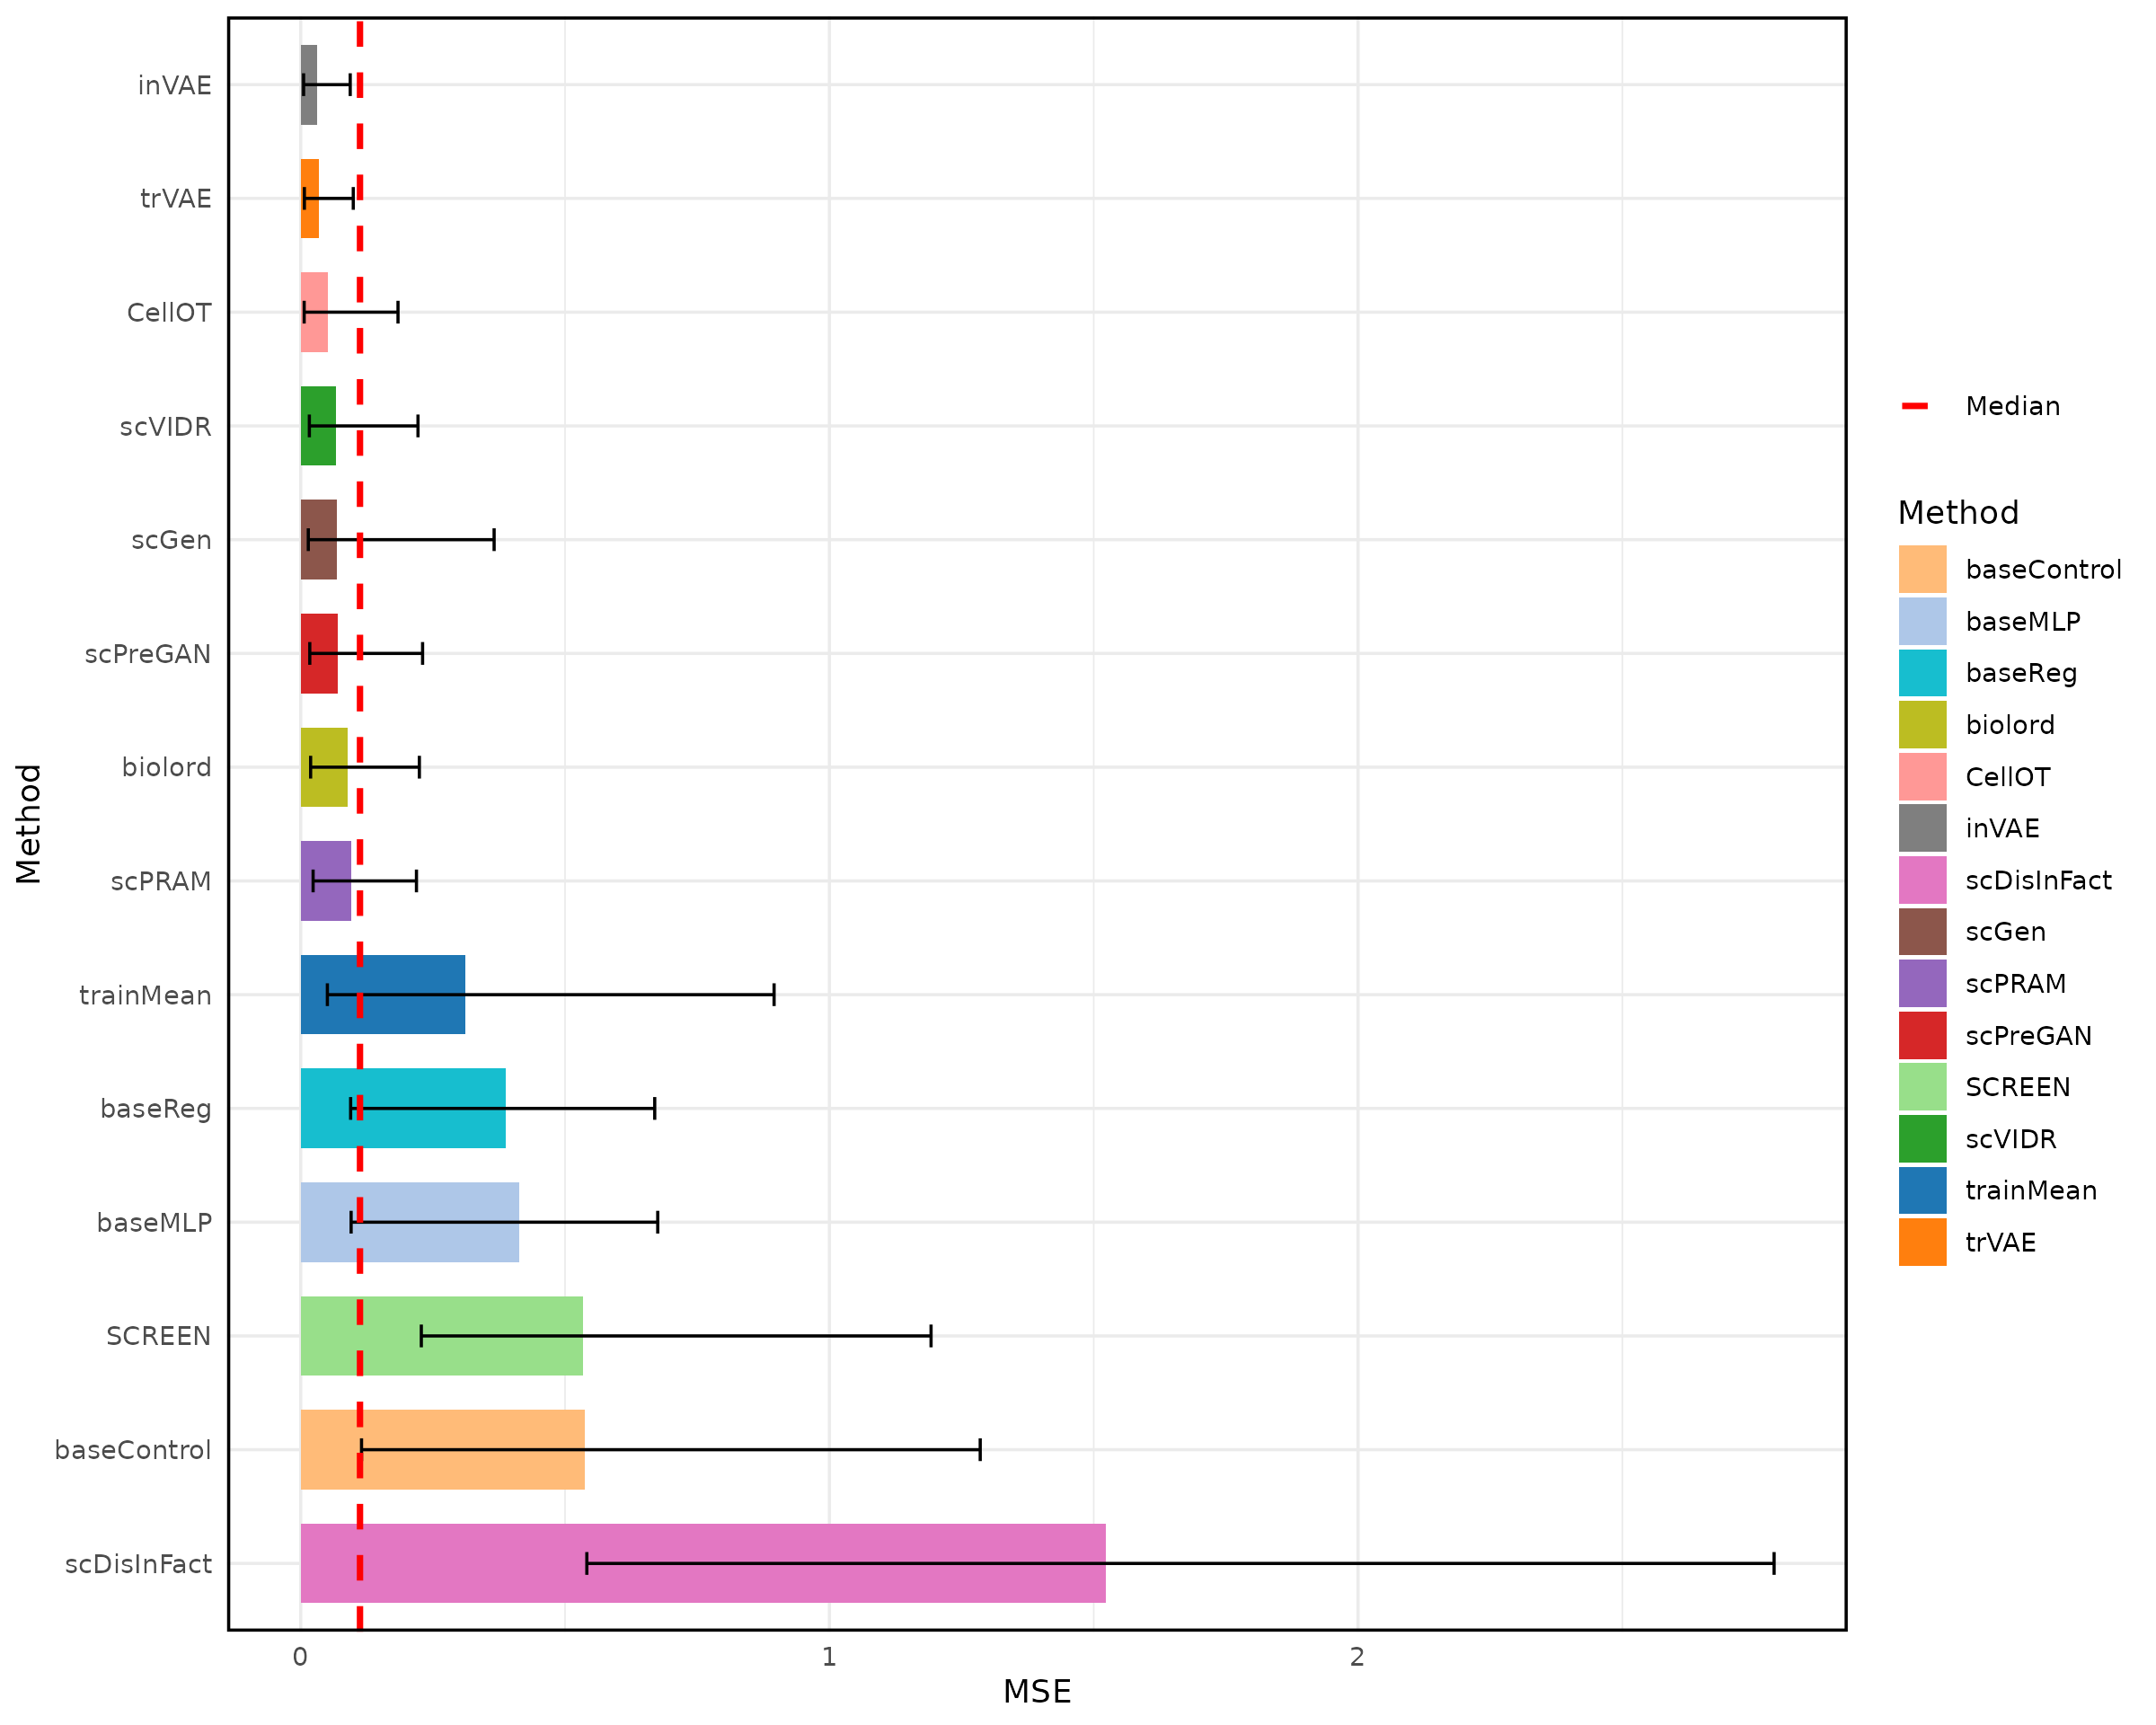 Method
inVAE
trVAE
CellOT
scVIDR
scGen
scPreGAN
biolord
scPRAM
trainMean
baseReg
baseMLP
SCREEN
baseControl
scDisInFact
0 1 2
MSE
Median
Method
baseControl
baseMLP
baseReg
biolord
CellOT
inVAE
scDisInFact
scGen
scPRAM
scPreGAN
SCREEN
scVIDR
trainMean
trVAE